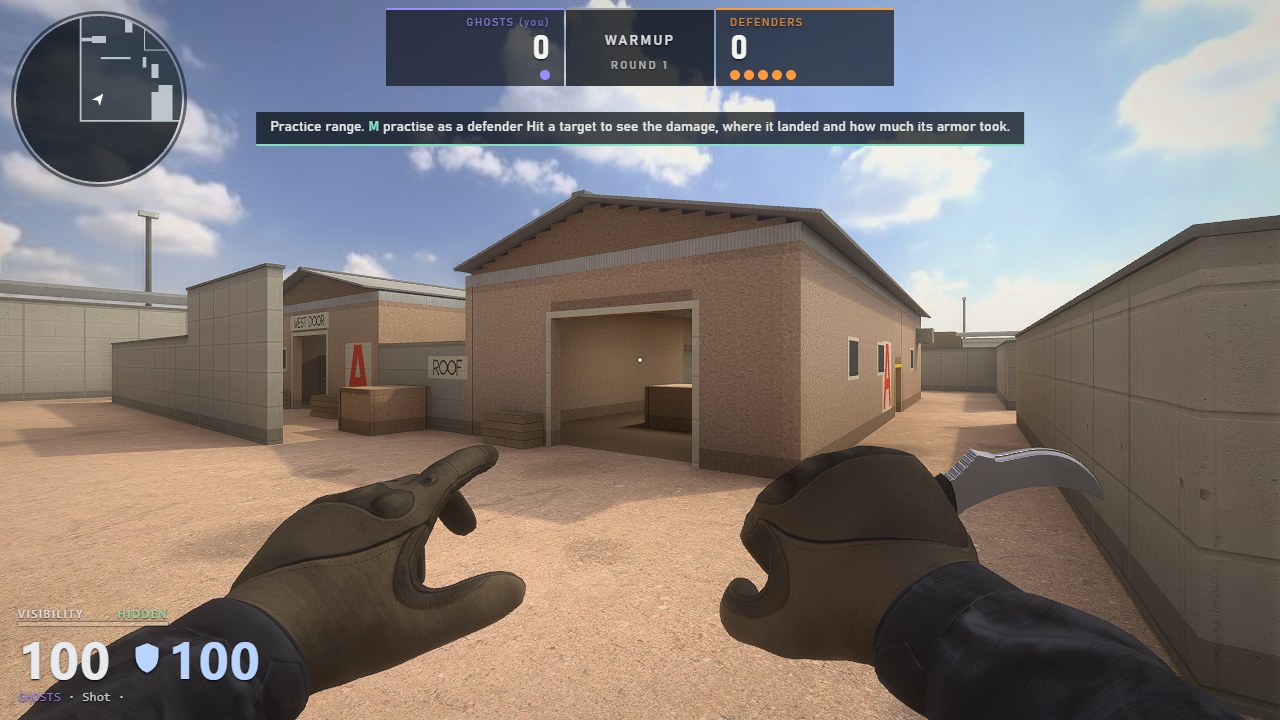 GHOSTS (you)
0
WARMUP
ROUND 1
DEFENDERS
0
Practice range. M practise as a defender Hit a target to see the damage, where it landed and how much its armor took.
WEST DOOR
A
ROOF
A
VISIBILITY HIDDEN
100 100
GHOSTS · Shot ·